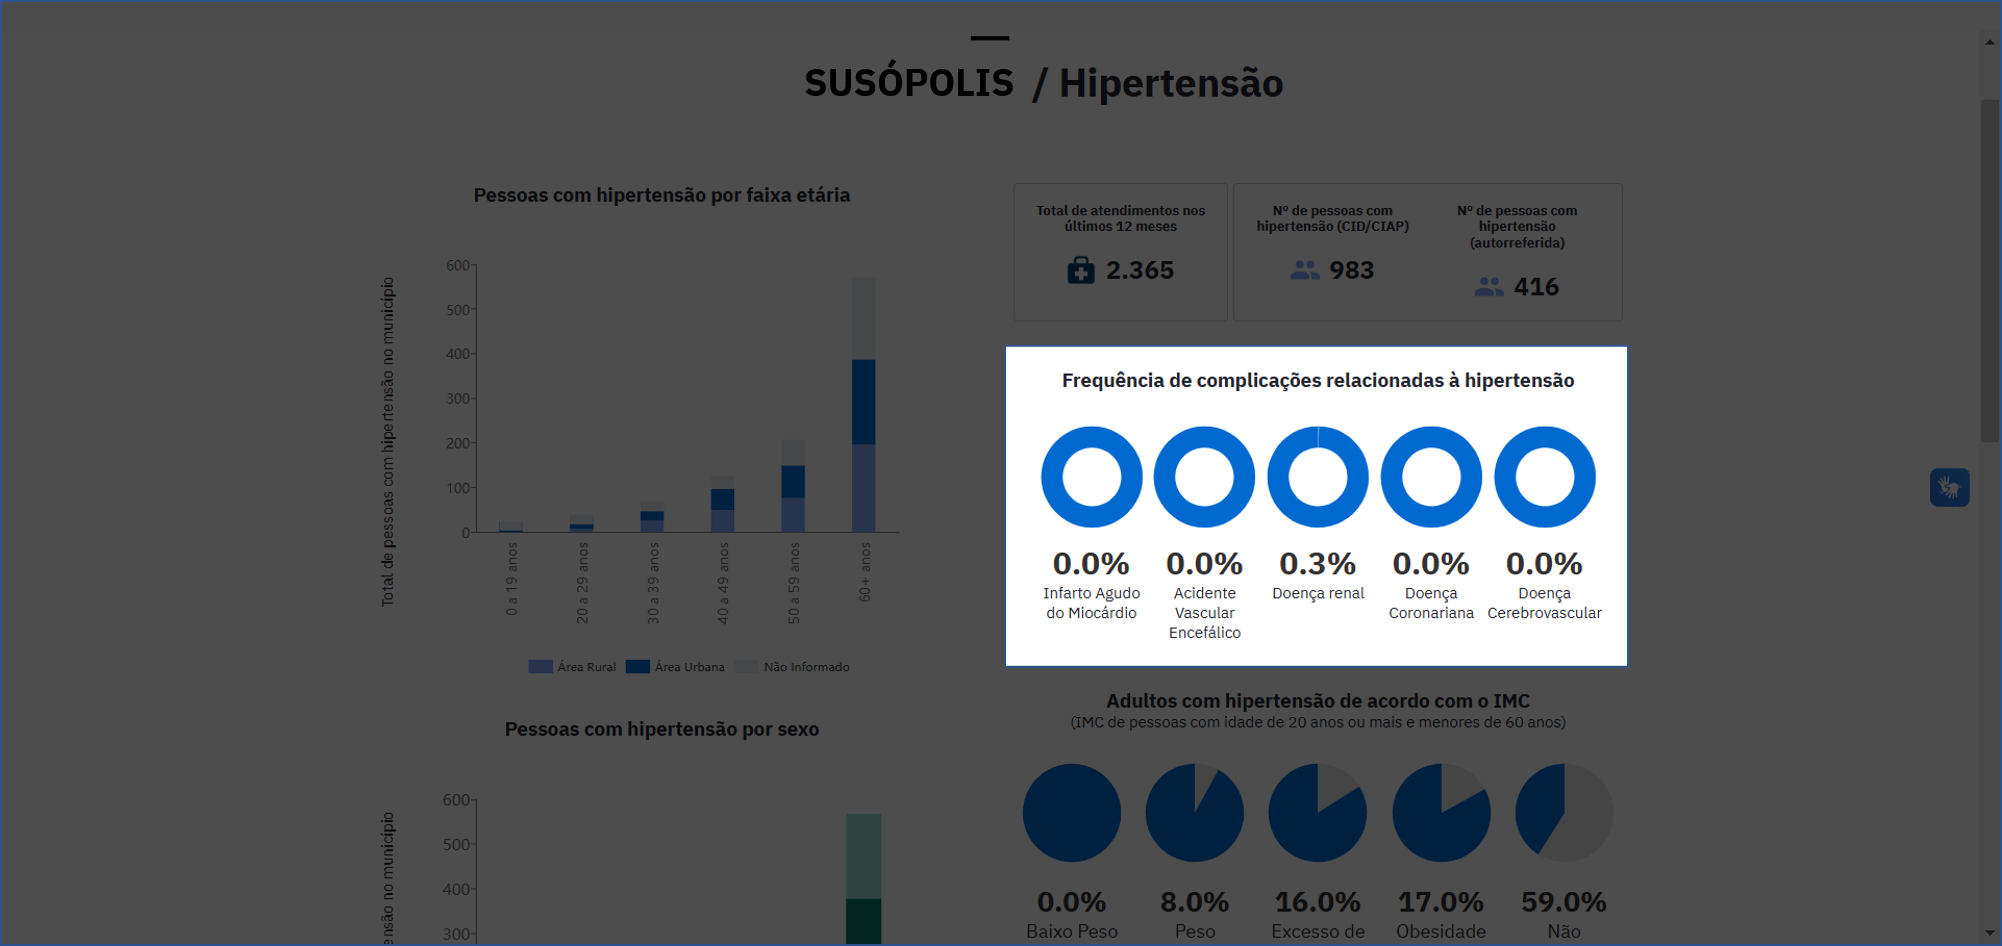 SUSÓPOLIS / Hipertensão
Pessoas com hipertensão por faixa etária
Total de pessoas com hipertensão no município
600
500
400
300
200
100
0
0 a 19 anos
20 a 29 anos
30 a 39 anos
40 a 49 anos
50 a 59 anos
60+ anos
Área Rural
Área Urbana
Não Informado
Pessoas com hipertensão por sexo
ensão no município
600
500
400
300
Total de atendimentos nos
últimos 12 meses
2.365
Nº de pessoas com
hipertensão (CID/CIAP)
983
Nº de pessoas com
hipertensão
(autorreferida)
416
Frequência de complicações relacionadas à hipertensão
0.0%
Infarto Agudo
do Miocárdio
0.0%
Acidente
Vascular
Encefálico
0.3%
Doença renal
0.0%
Doença
Coronariana
0.0%
Doença
Cerebrovascular
Adultos com hipertensão de acordo com o IMC
(IMC de pessoas com idade de 20 anos ou mais e menores de 60 anos)
0.0%
Baixo Peso
8.0%
Peso
16.0%
Excesso de
17.0%
Obesidade
59.0%
Não